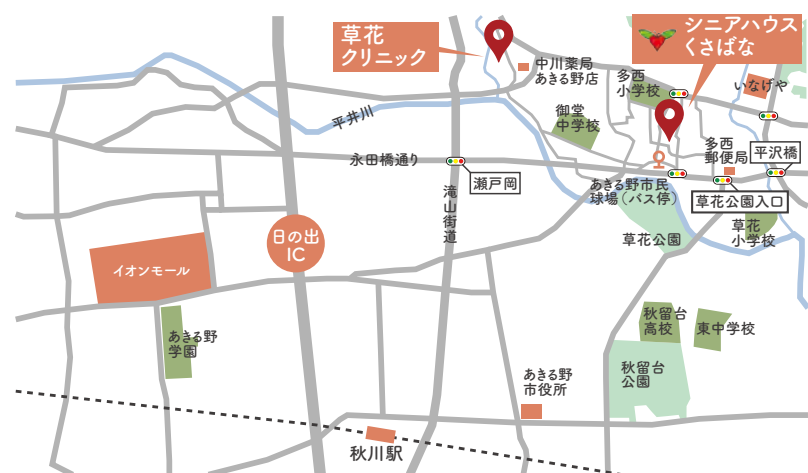 草花
クリニック
シニアハウス
くさばな
中川薬局
あきる野店
多西
小学校
いなげや
平井川
御堂
中学校
永田橋通り
瀬戸岡
多西
郵便局
平沢橋
あきる野市民
球場（バス停）
草花公園入口
滝山街道
草花公園
草花
小学校
日の出
IC
イオンモール
あきる野
学園
秋留台
高校
東中学校
秋留台
公園
あきる野
市役所
秋川駅